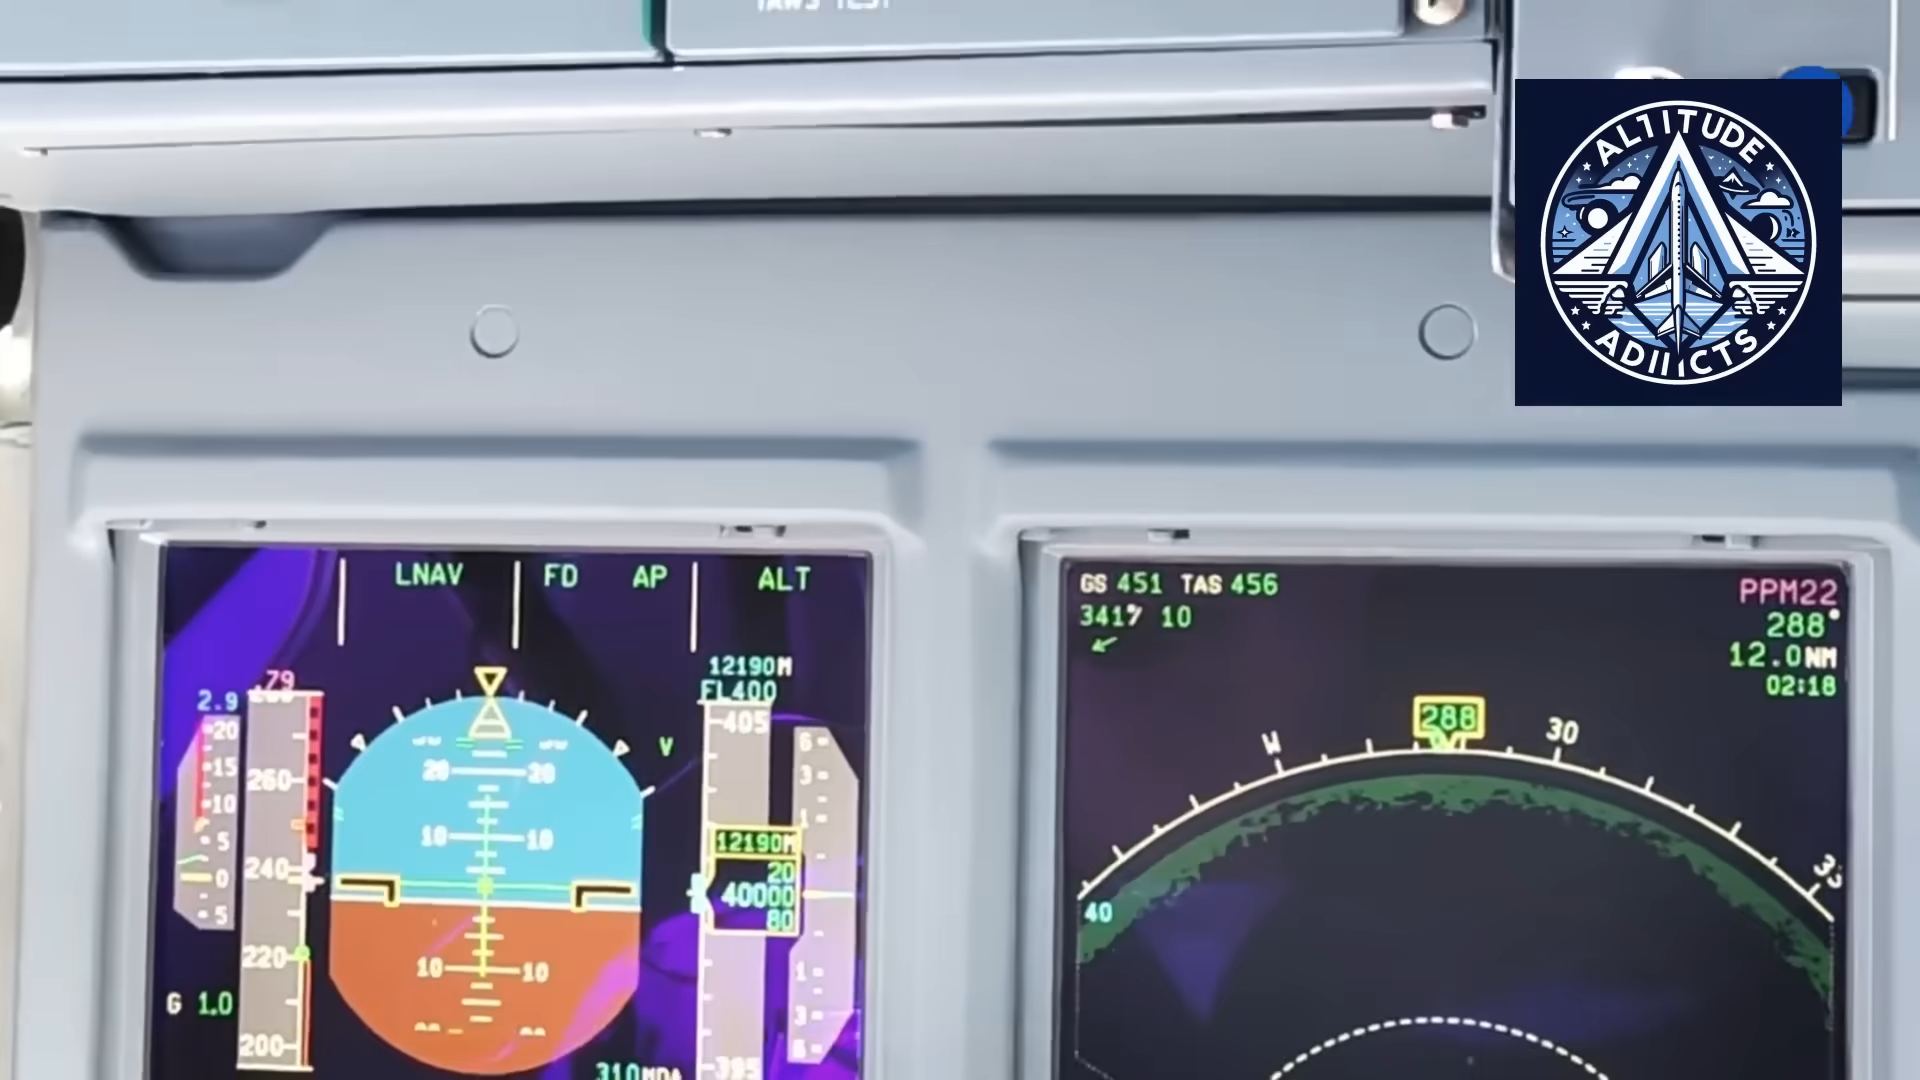 TAWS TEST
ALTITUDE
ADIIICTS
LNAV FD AP ALT
12190M
FL400
.79
2.9
20
15
10
5
0
5
260
240
220
200
G 1.0
20 20
10 10
10 10
V
405
12190M
20
40000
80
395
6
3
1
1
3
6
310MDA
GS 451 TAS 456
341°/ 10
PPM22
288°
12.0NM
02:18
288
W
30
33
40